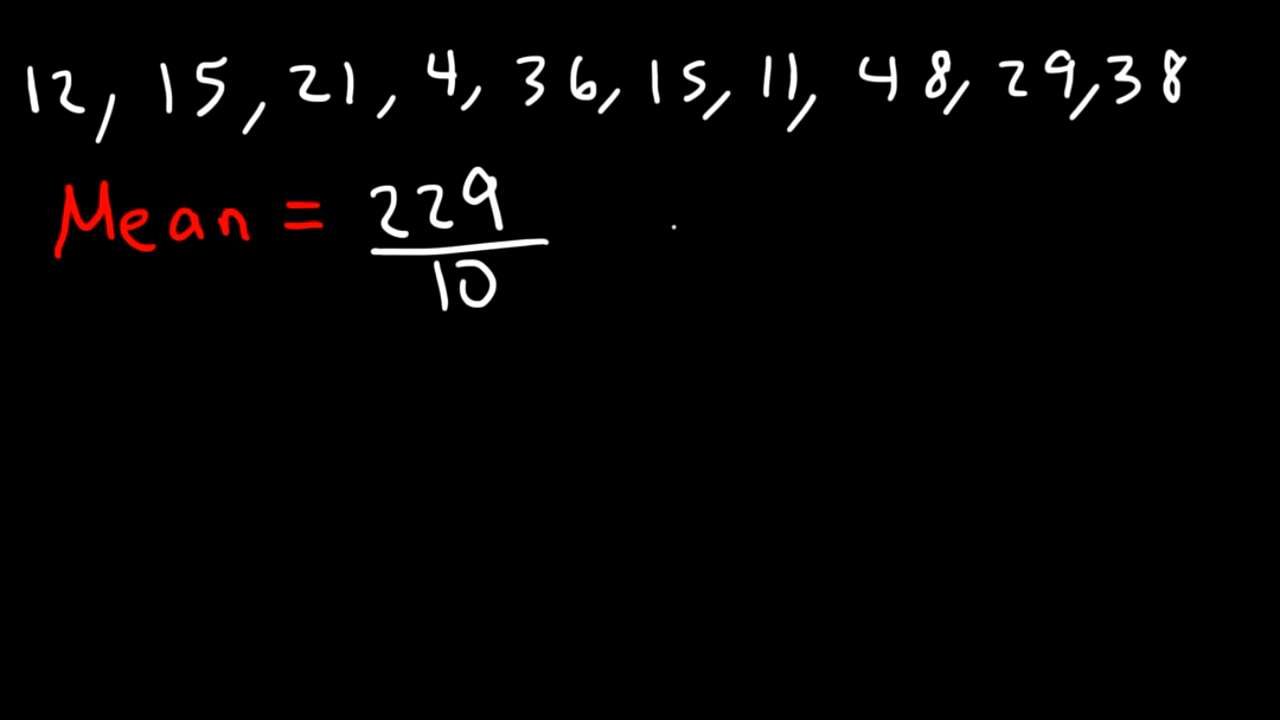 12, 15, 21, 4, 36, 15, 11, 48, 29, 38
Mean = 229
10